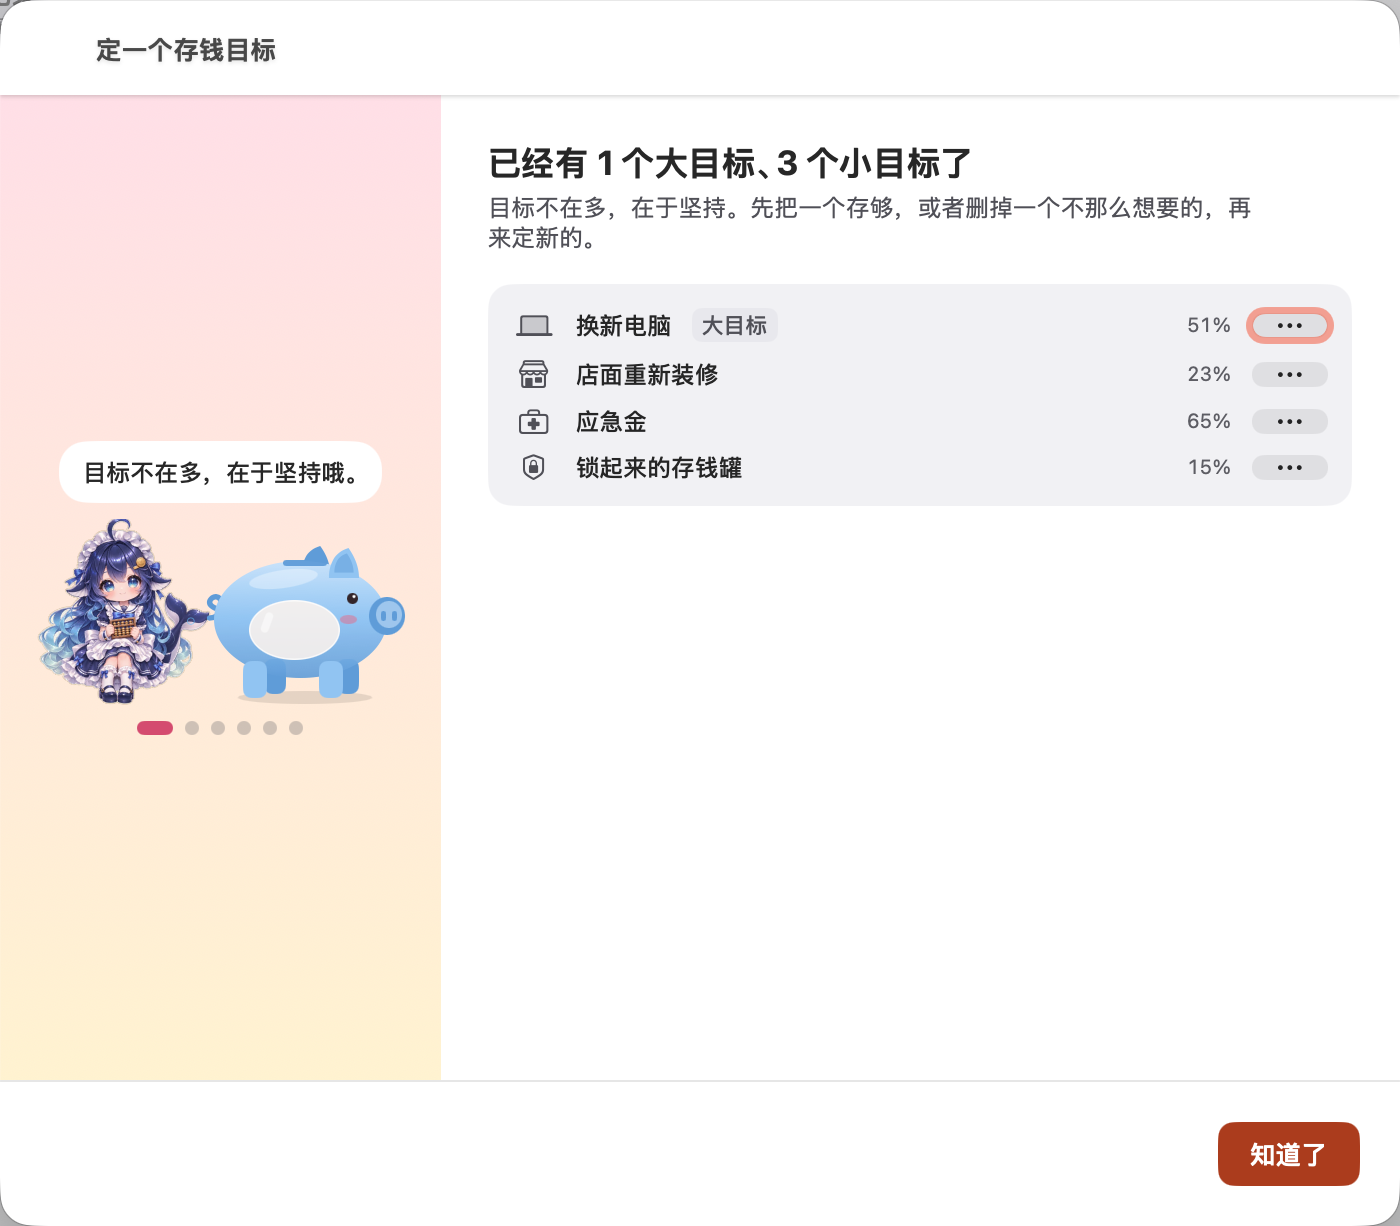 定一个存钱目标
已经有 1 个大目标、3 个小目标了
目标不在多，在于坚持。先把一个存够，或者删掉一个不那么想要的，再
来定新的。
目标不在多，在于坚持哦。
换新电脑 大目标 51% •••
店面重新装修 23% •••
应急金 65% •••
锁起来的存钱罐 15% •••
知道了